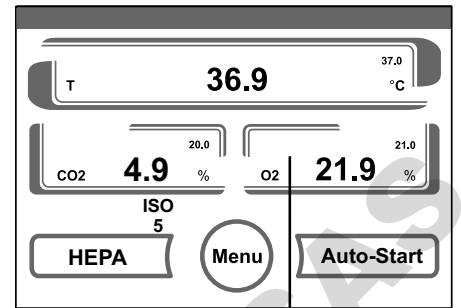 37.0
T 36.9 °C
20.0 21.0
CO2 4.9 % O2 21.9 %
ISO
5
HEPA Menu Auto-Start